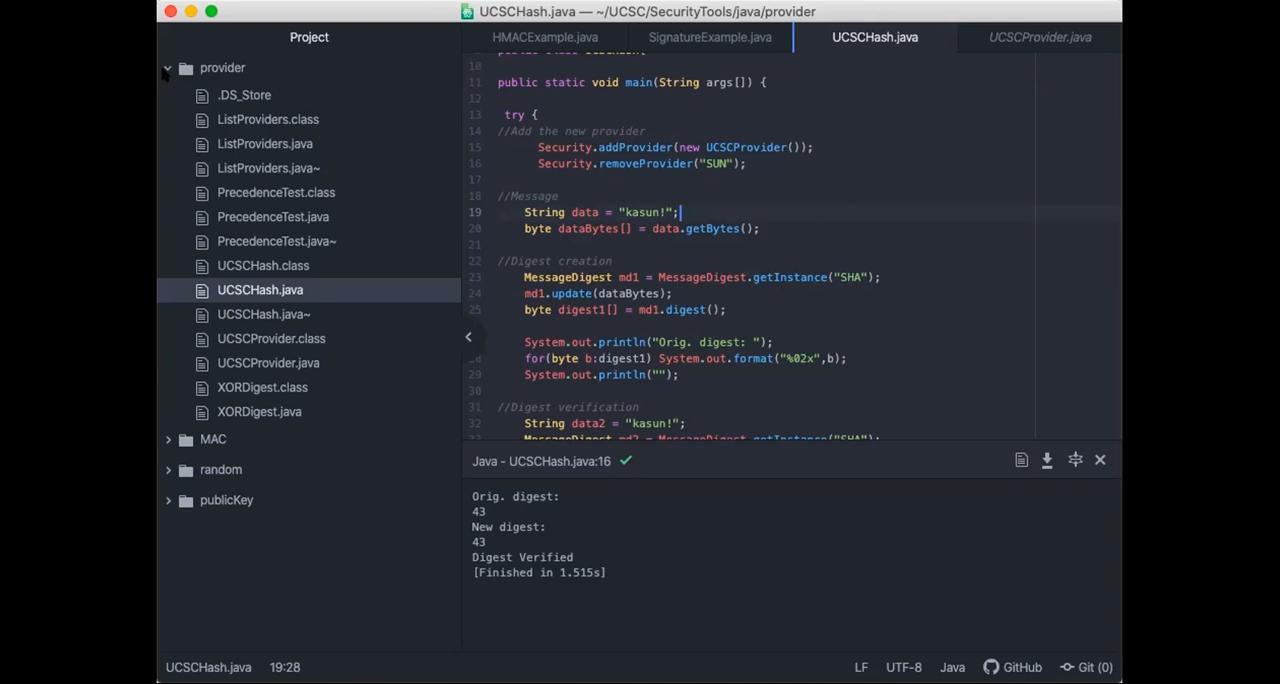 UCSCHash.java — ~/UCSC/SecurityTools/java/provider
Project
HMACExample.java
SignatureExample.java
UCSCHash.java
UCSCProvider.java
provider
.DS_Store
ListProviders.class
ListProviders.java
ListProviders.java~
PrecedenceTest.class
PrecedenceTest.java
PrecedenceTest.java~
UCSCHash.class
UCSCHash.java
UCSCHash.java~
UCSCProvider.class
UCSCProvider.java
XORDigest.class
XORDigest.java
MAC
random
publicKey
10
11 public static void main(String args[]) {
12
13 try {
14 //Add the new provider
15 Security.addProvider(new UCSCProvider());
16 Security.removeProvider("SUN");
17
18 //Message
19 String data = "kasun!";
20 byte dataBytes[] = data.getBytes();
21
22 //Digest creation
23 MessageDigest md1 = MessageDigest.getInstance("SHA");
24 md1.update(dataBytes);
25 byte digest1[] = md1.digest();
System.out.println("Orig. digest: ");
28 for(byte b:digest1) System.out.format("%02x",b);
29 System.out.println("");
30
31 //Digest verification
32 String data2 = "kasun!";
33 MessageDigest md2 = MessageDigest.getInstance("SHA");
Java - UCSCHash.java:16
Orig. digest:
43
New digest:
43
Digest Verified
[Finished in 1.515s]
UCSCHash.java 19:28 LF UTF-8 Java GitHub Git (0)